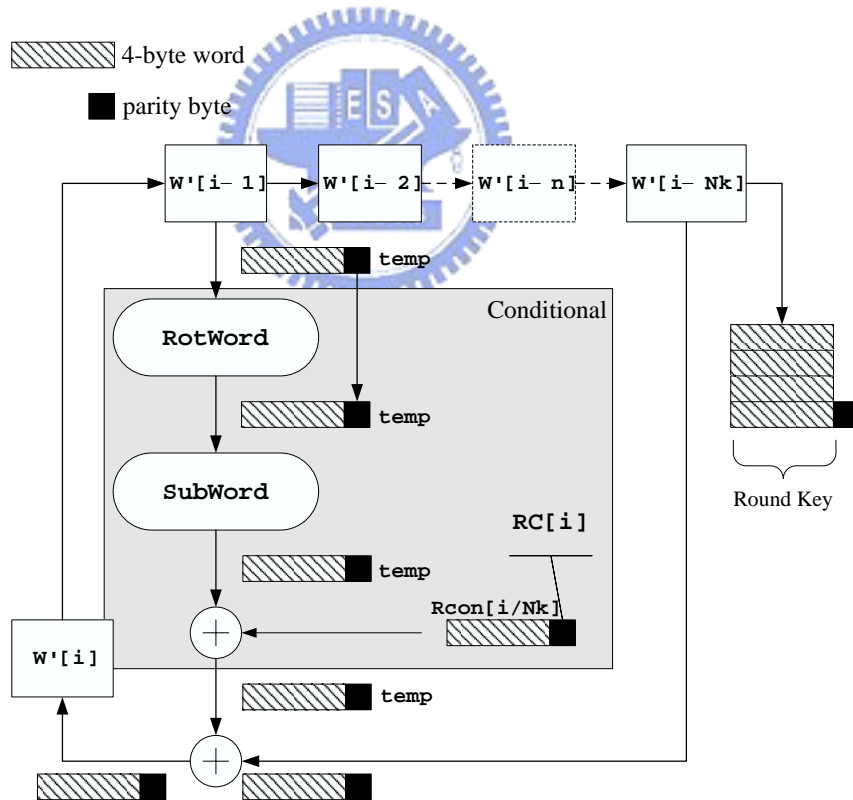 4-byte word
parity byte
E S A
W'[i- 1]
W'[i- 2]
W'[i- n]
W'[i- Nk]
temp
Conditional
RotWord
temp
SubWord
Round Key
RC[i]
temp
Rcon[i/Nk]
W'[i]
temp